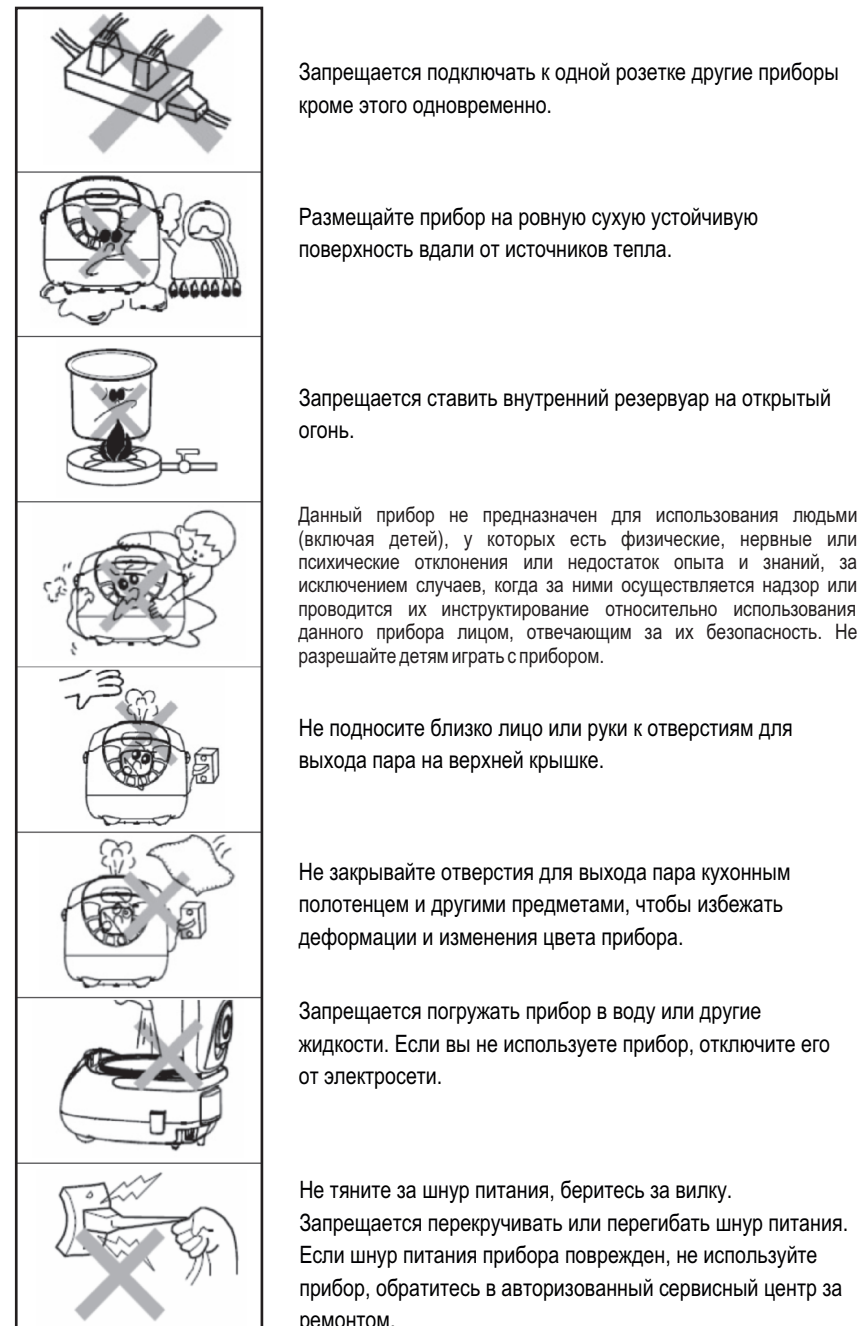 Запрещается подключать к одной розетке другие приборы
кроме этого одновременно.
Размещайте прибор на ровную сухую устойчивую
поверхность вдали от источников тепла.
Запрещается ставить внутренний резервуар на открытый
огонь.
Данный прибор не предназначен для использования людьми
(включая детей), у которых есть физические, нервные или
психические отклонения или недостаток опыта и знаний, за
исключением случаев, когда за ними осуществляется надзор или
проводится их инструктирование относительно использования
данного прибора лицом, отвечающим за их безопасность. Не
разрешайте детям играть с прибором.
Не подносите близко лицо или руки к отверстиям для
выхода пара на верхней крышке.
Не закрывайте отверстия для выхода пара кухонным
полотенцем и другими предметами, чтобы избежать
деформации и изменения цвета прибора.
Запрещается погружать прибор в воду или другие
жидкости. Если вы не используете прибор, отключите его
от электросети.
Не тяните за шнур питания, беритесь за вилку.
Запрещается перекручивать или перегибать шнур питания.
Если шнур питания прибора поврежден, не используйте
прибор, обратитесь в авторизованный сервисный центр за
ремонтом.